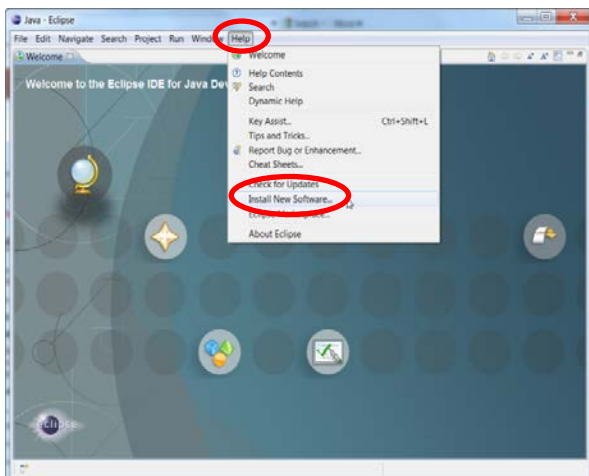 Java - Eclipse
File Edit Navigate Search Project Run Window Help
Welcome
Welcome to the Eclipse IDE for Java Dev
Welcome
Help Contents
Search
Dynamic Help
Key Assist... Ctrl+Shift+L
Tips and Tricks...
Report Bug or Enhancement...
Cheat Sheets...
Check for Updates
Install New Software...
About Eclipse
eclipse